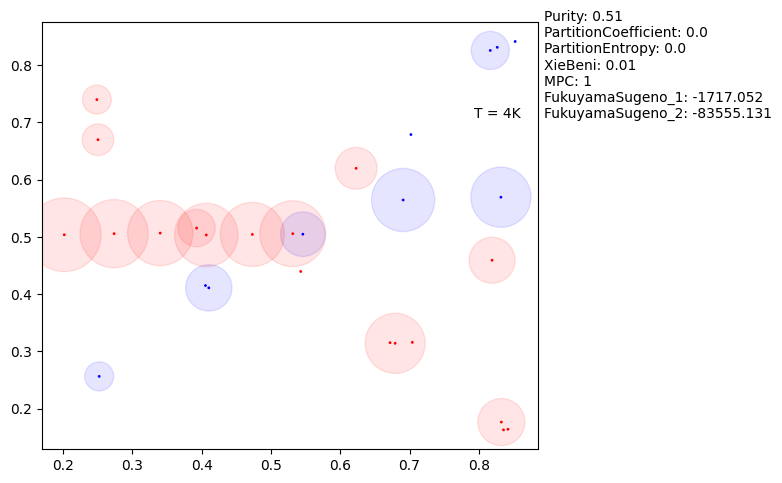 Purity: 0.51
PartitionCoefficient: 0.0
PartitionEntropy: 0.0
XieBeni: 0.01
MPC: 1
FukuyamaSugeno_1: -1717.052
FukuyamaSugeno_2: -83555.131
T = 4K
0.8
0.7
0.6
0.5
0.4
0.3
0.2
0.2 0.3 0.4 0.5 0.6 0.7 0.8